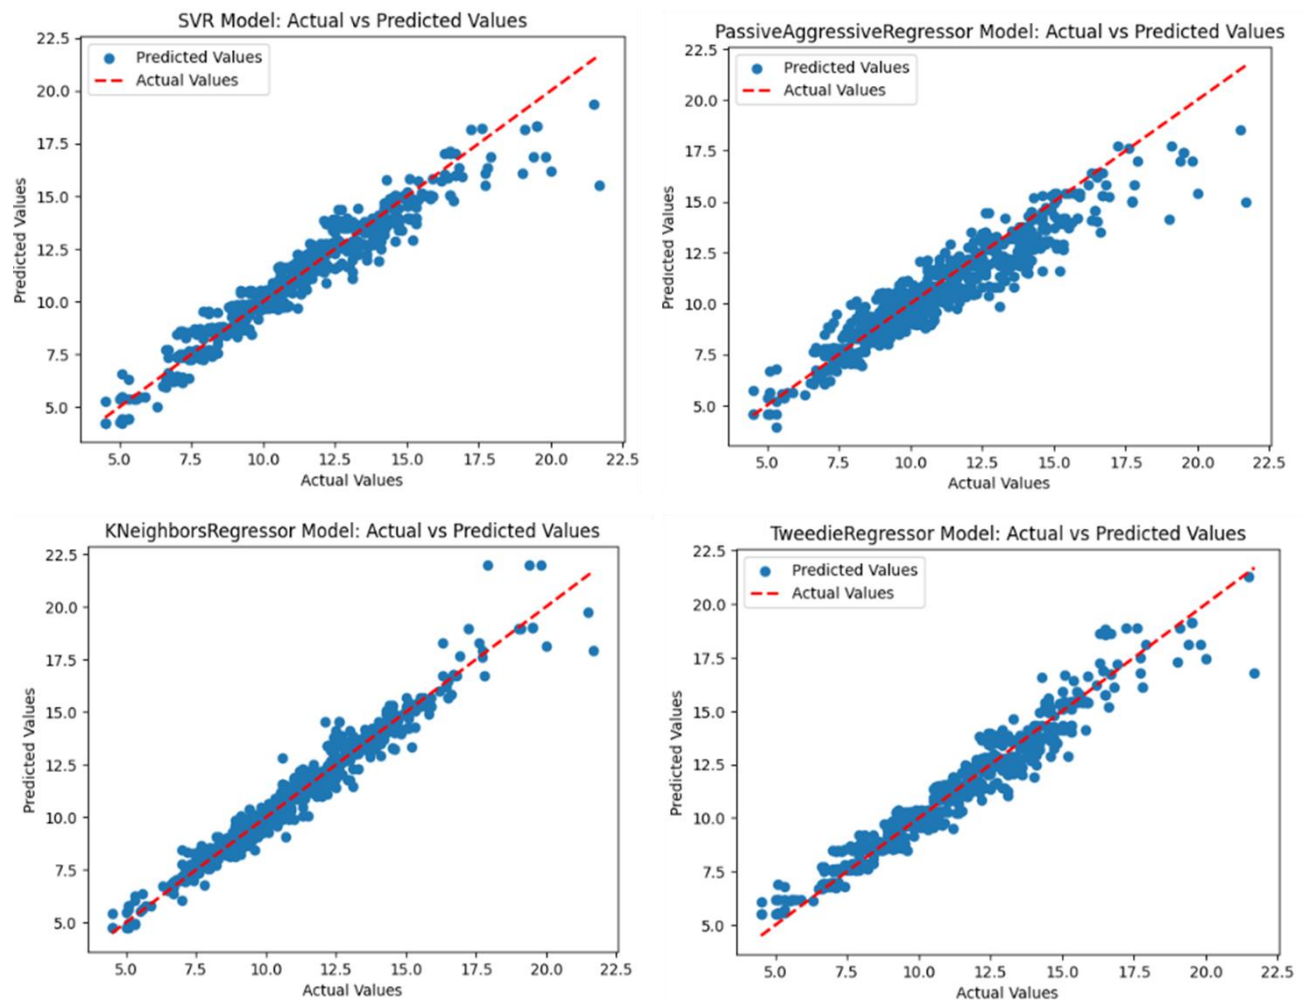 SVR Model: Actual vs Predicted Values
22.5
20.0
17.5
15.0
12.5
10.0
7.5
5.0
Predicted Values
Predicted Values
Actual Values
5.0 7.5 10.0 12.5 15.0 17.5 20.0 22.5
Actual Values
PassiveAggressiveRegressor Model: Actual vs Predicted Values
22.5
20.0
17.5
15.0
12.5
10.0
7.5
5.0
Predicted Values
Predicted Values
Actual Values
5.0 7.5 10.0 12.5 15.0 17.5 20.0 22.5
Actual Values
KNeighborsRegressor Model: Actual vs Predicted Values
22.5
20.0
17.5
15.0
12.5
10.0
7.5
5.0
Predicted Values
5.0 7.5 10.0 12.5 15.0 17.5 20.0 22.5
Actual Values
TweedieRegressor Model: Actual vs Predicted Values
22.5
20.0
17.5
15.0
12.5
10.0
7.5
5.0
Predicted Values
Predicted Values
Actual Values
5.0 7.5 10.0 12.5 15.0 17.5 20.0 22.5
Actual Values